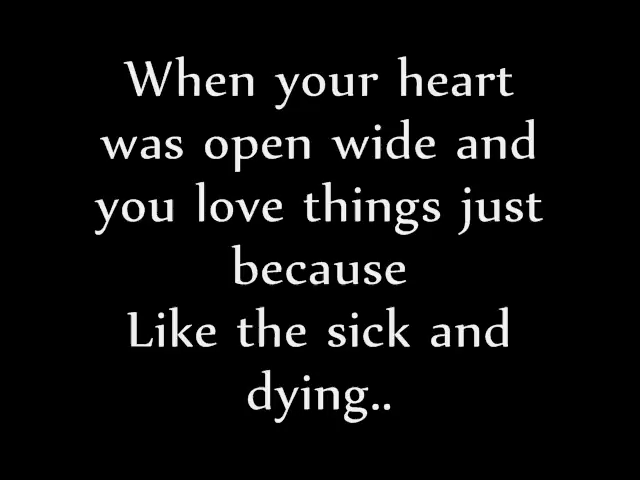 When your heart
was open wide and
you love things just
because
Like the sick and
dying..